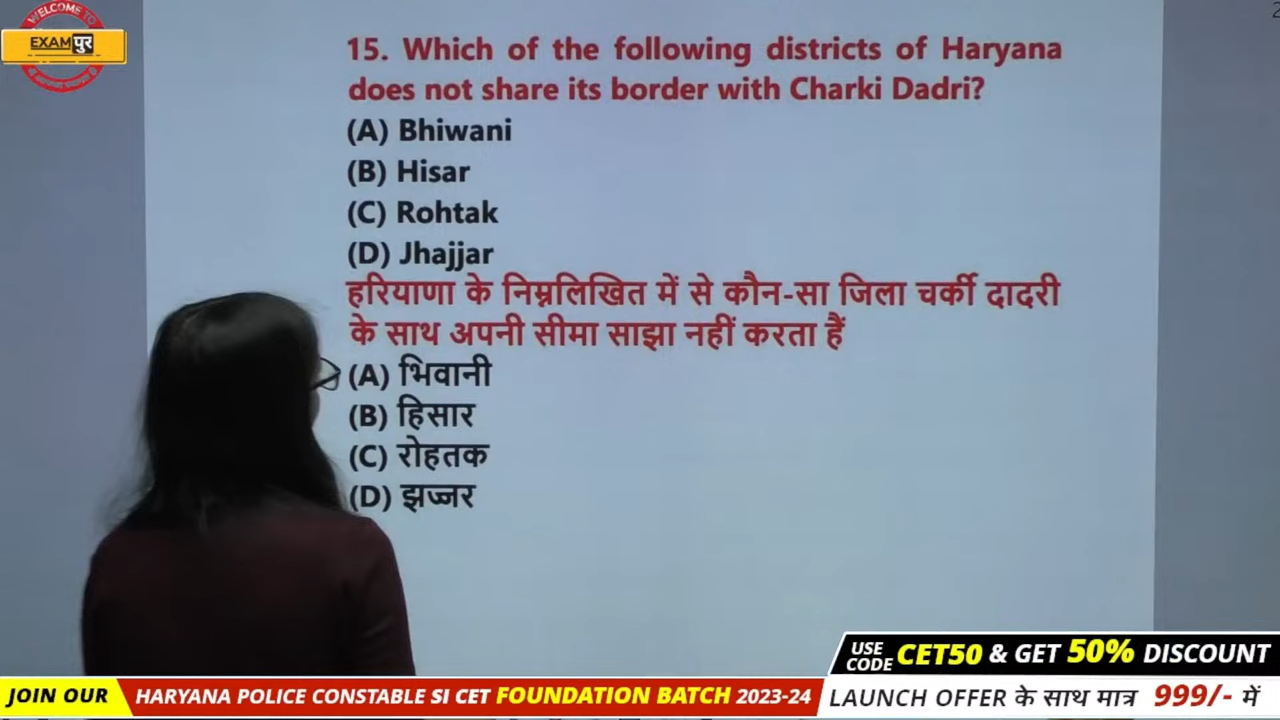 WELCOME TO
EXAMपुर
15. Which of the following districts of Haryana
does not share its border with Charki Dadri?
(A) Bhiwani
(B) Hisar
(C) Rohtak
(D) Jhajjar
हरियाणा के निम्नलिखित में से कौन-सा जिला चर्की दादरी
के साथ अपनी सीमा साझा नहीं करता हैं
(A) भिवानी
(B) हिसार
(C) रोहतक
(D) झज्जर
USE CODE CET50 & GET 50% DISCOUNT
JOIN OUR HARYANA POLICE CONSTABLE SI CET FOUNDATION BATCH 2023-24 LAUNCH OFFER के साथ मात्र 999/- में